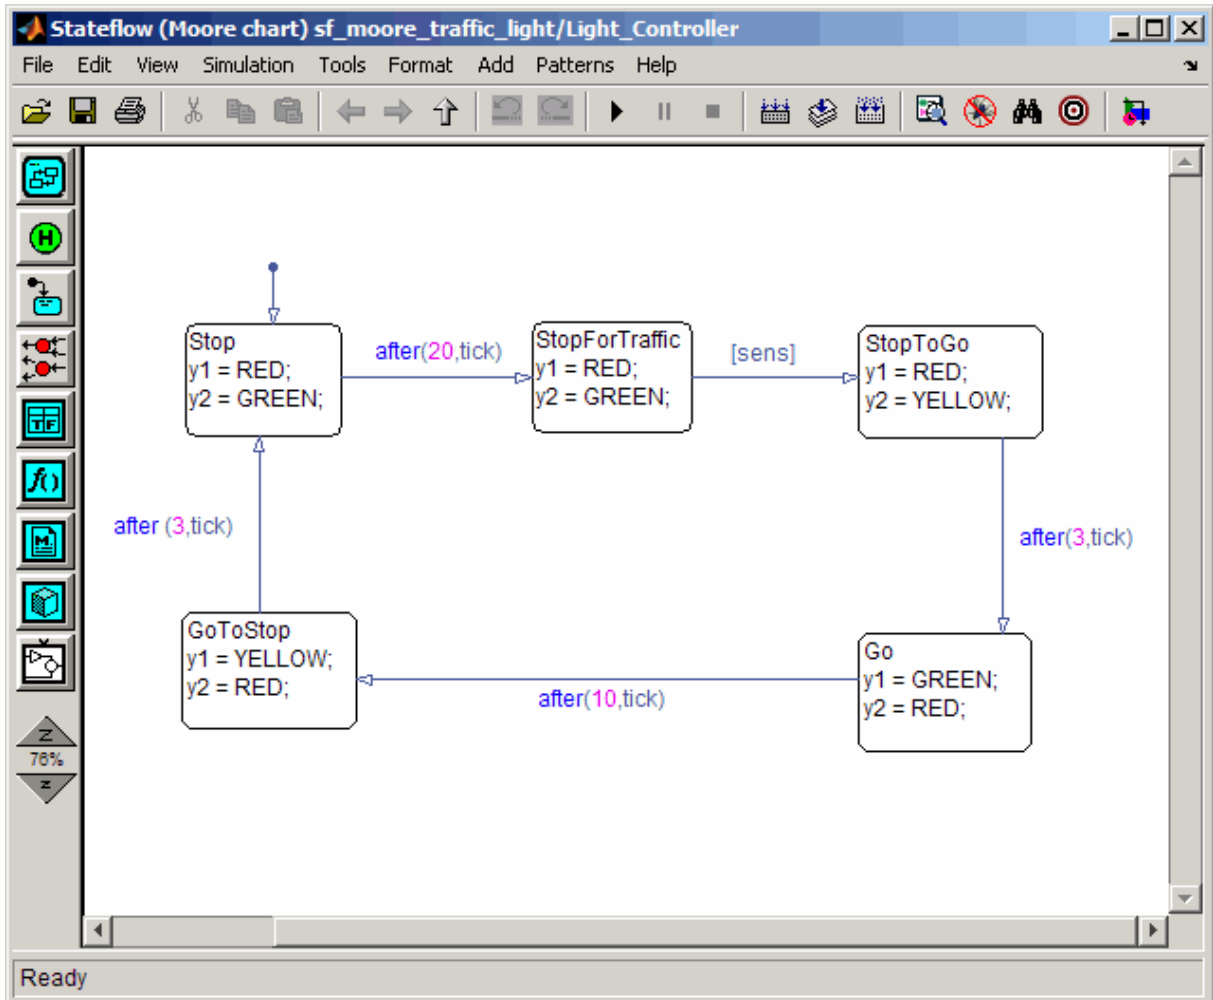 Stateflow (Moore chart) sf_moore_traffic_light/Light_Controller
File Edit View Simulation Tools Format Add Patterns Help
H
Stop
y1 = RED;
y2 = GREEN;
after(20,tick)
StopForTraffic
y1 = RED;
y2 = GREEN;
[sens]
StopToGo
y1 = RED;
y2 = YELLOW;
TF
f()
M
after (3,tick)
after(3,tick)
GoToStop
y1 = YELLOW;
y2 = RED;
after(10,tick)
Go
y1 = GREEN;
y2 = RED;
Z
76%
z
Ready